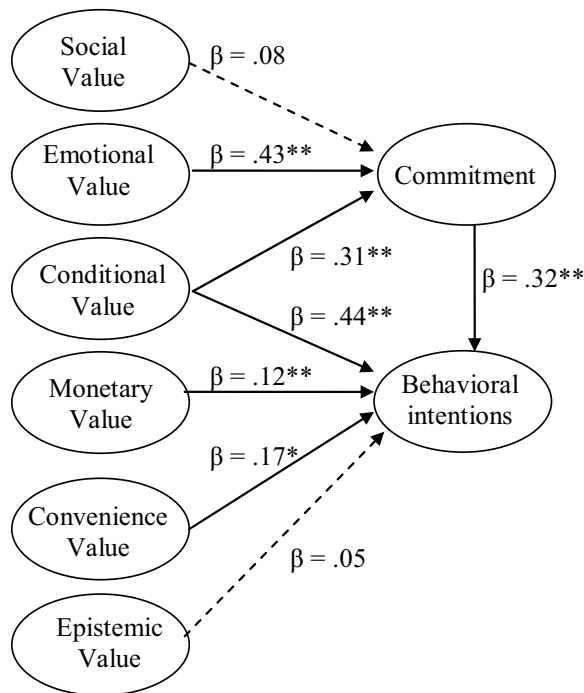 Social
Value
β = .08
Emotional
Value
β = .43**
Commitment
Conditional
Value
β = .31**
β = .32**
β = .44**
Monetary
Value
β = .12**
Behavioral
intentions
β = .17*
Convenience
Value
β = .05
Epistemic
Value